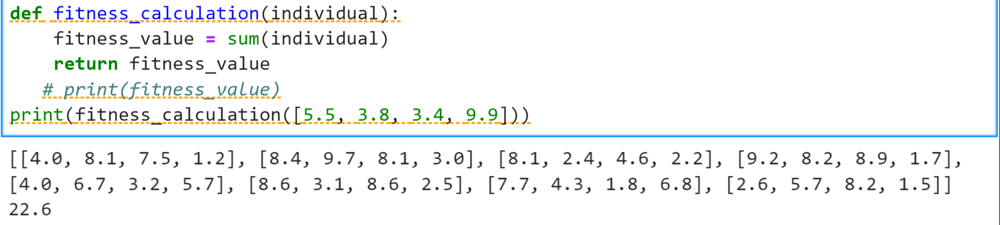 def fitness_calculation(individual):
    fitness_value = sum(individual)
    return fitness_value
   # print(fitness_value)
print(fitness_calculation([5.5, 3.8, 3.4, 9.9]))
[[4.0, 8.1, 7.5, 1.2], [8.4, 9.7, 8.1, 3.0], [8.1, 2.4, 4.6, 2.2], [9.2, 8.2, 8.9, 1.7],
[4.0, 6.7, 3.2, 5.7], [8.6, 3.1, 8.6, 2.5], [7.7, 4.3, 1.8, 6.8], [2.6, 5.7, 8.2, 1.5]]
22.6